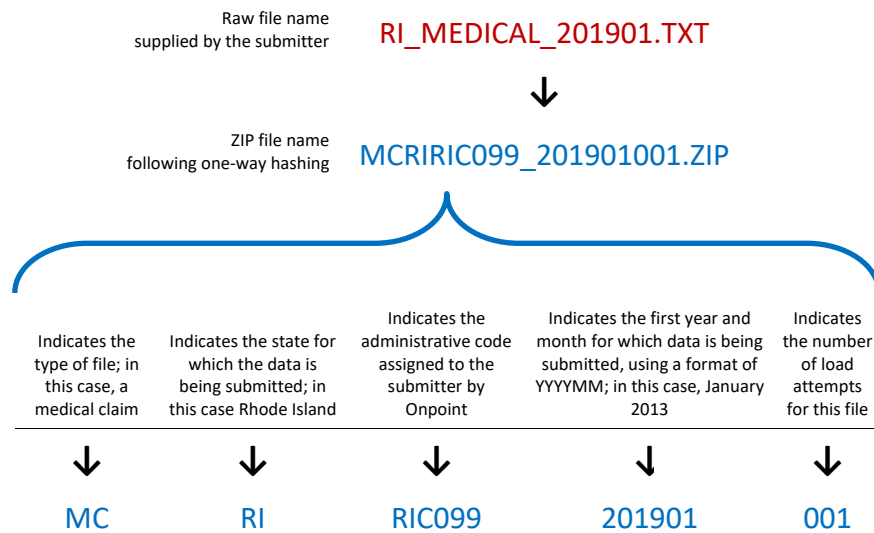 Raw file name
supplied by the submitter
RI_MEDICAL_201901.TXT
ZIP file name
following one-way hashing
MCRIRIC099_201901001.ZIP
Indicates the
type of file; in
this case, a
medical claim
Indicates the state for
which the data is
being submitted; in
this case Rhode Island
Indicates the
administrative code
assigned to the
submitter by
Onpoint
Indicates the first year and
month for which data is being
submitted, using a format of
YYYYMM; in this case, January
2013
Indicates
the number
of load
attempts
for this file
MC
RI
RIC099
201901
001